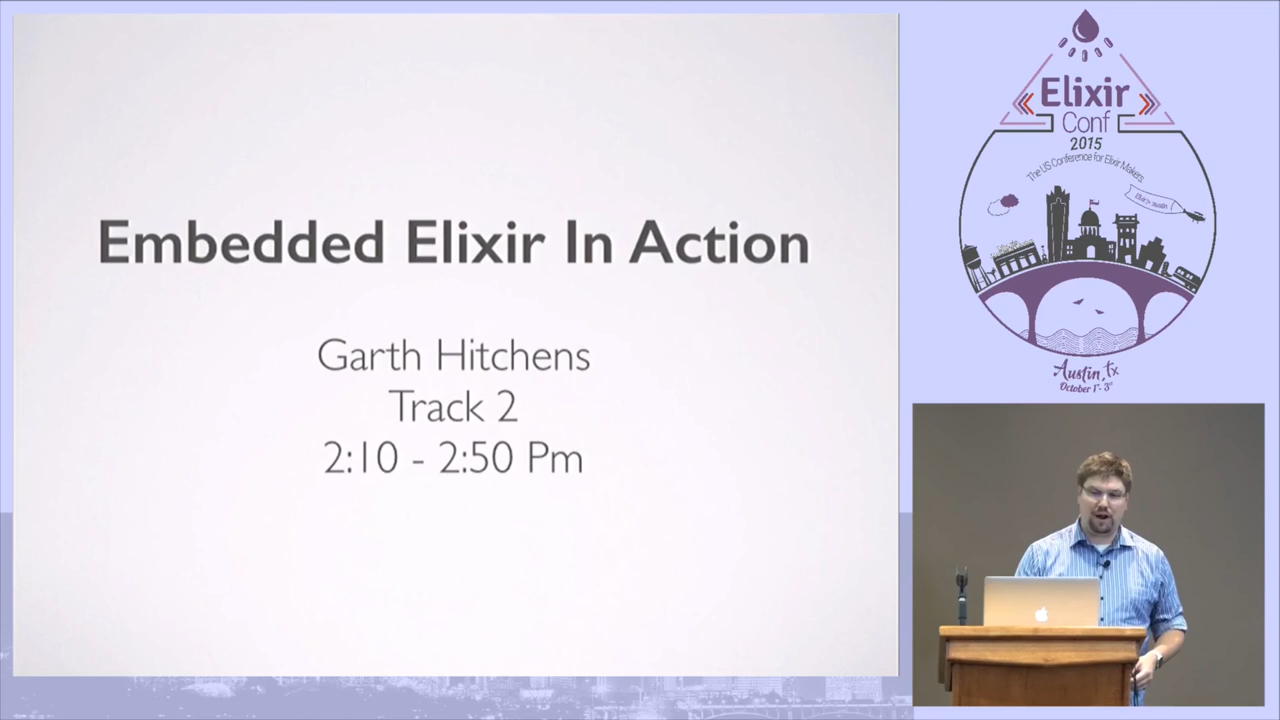 Embedded Elixir In Action
Garth Hitchens
Track 2
2:10 - 2:50 Pm
Elixir
Conf
2015
The US Conference for Elixir Makers
Austin, Tx
October 1st - 3rd